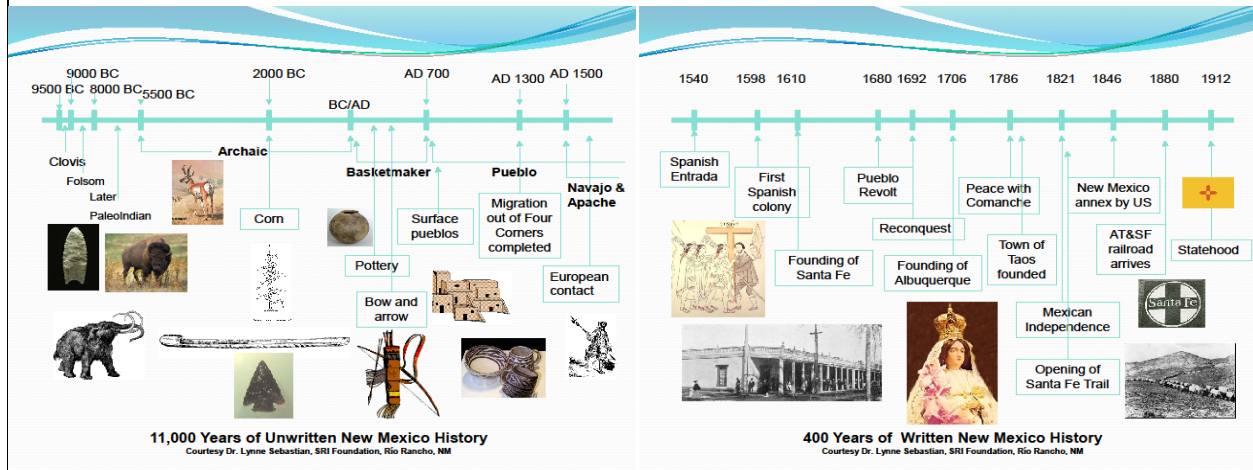 9000 BC
2000 BC
AD 700
AD 1300
AD 1500
9500 BC
8000 BC
5500 BC
BC/AD
Clovis
Folsom
Later
PaleoIndian
Archaic
Corn
Basketmaker
Pottery
Bow and
arrow
Surface
pueblos
Pueblo
Migration
out of Four
Corners
completed
Navajo &
Apache
European
contact
11,000 Years of Unwritten New Mexico History
Courtesy Dr. Lynne Sebastian, SRI Foundation, Rio Rancho, NM
1540
1598
1610
1680
1692
1706
1786
1821
1846
1880
1912
Spanish
Entrada
First
Spanish
colony
Founding of
Santa Fe
Pueblo
Revolt
Reconquest
Founding of
Albuquerque
Peace with
Comanche
Town of
Taos
founded
Mexican
Independence
Opening of
Santa Fe Trail
New Mexico
annex by US
AT&SF
railroad
arrives
Statehood
Santa Fe
400 Years of Written New Mexico History
Courtesy Dr. Lynne Sebastian, SRI Foundation, Rio Rancho, NM